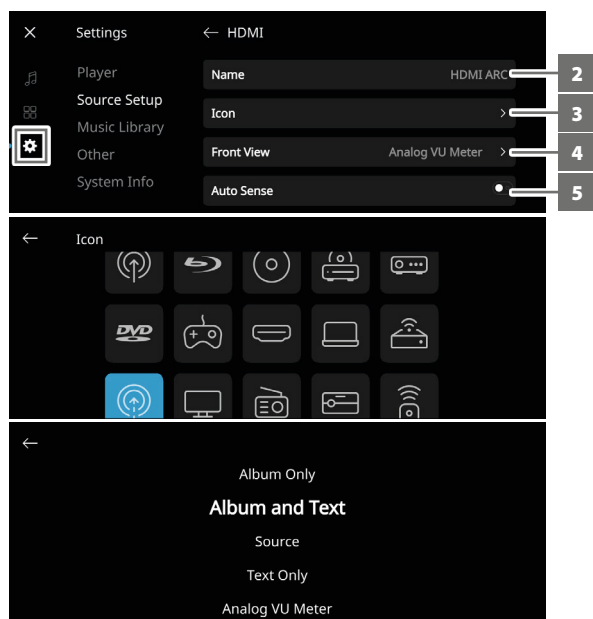 Settings
← HDMI
Player
Source Setup
Music Library
Other
System Info
Name HDMI ARC
Icon
Front View Analog VU Meter
Auto Sense
2
3
4
5
← Icon
DVD
Album Only
Album and Text
Source
Text Only
Analog VU Meter